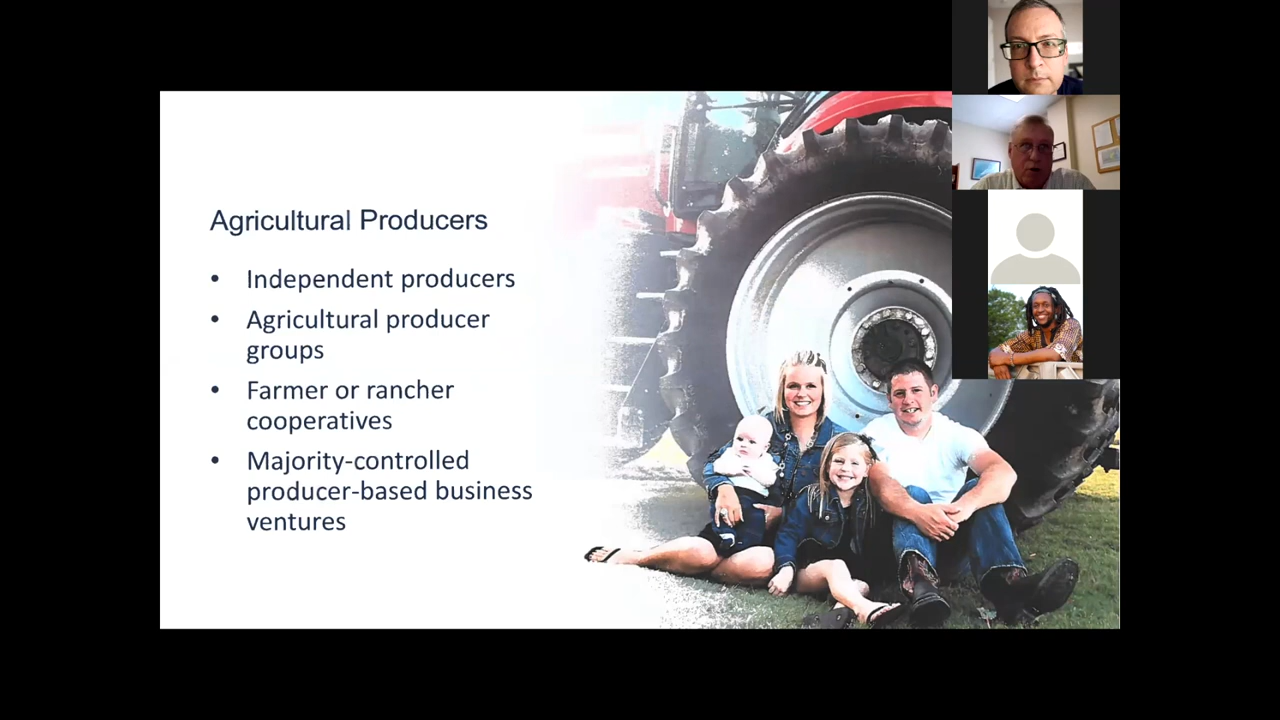 Agricultural Producers
• Independent producers
• Agricultural producer
groups
• Farmer or rancher
cooperatives
• Majority-controlled
producer-based business
ventures